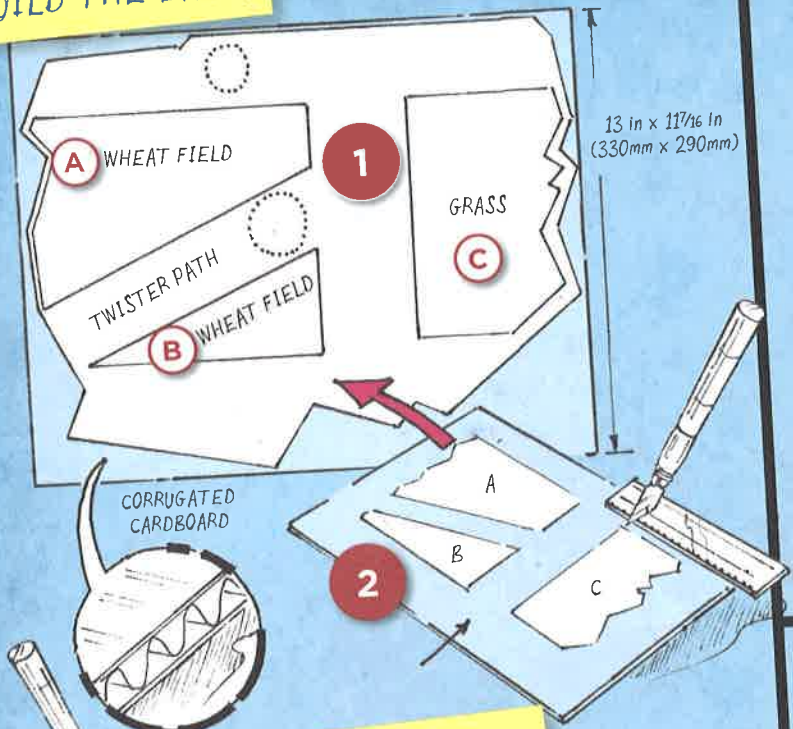 13 in x 11 7/16 in
(330mm x 290mm)
A WHEAT FIELD
1
GRASS
C
TWISTER PATH
B WHEAT FIELD
CORRUGATED
CARDBOARD
2
A
B
C